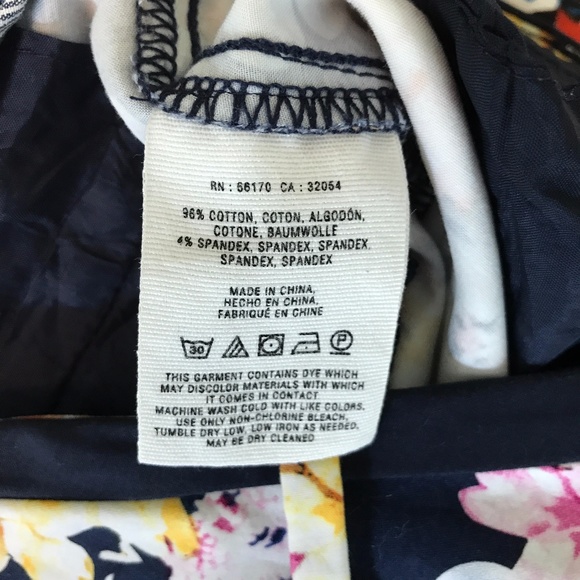 RN : 66170 CA : 32054
96% COTTON, COTON, ALGODÓN,
COTONE, BAUMWOLLE
4% SPANDEX, SPANDEX, SPANDEX,
SPANDEX, SPANDEX
MADE IN CHINA,
HECHO EN CHINA,
FABRIQUÉ EN CHINE
30 P
THIS GARMENT CONTAINS DYE WHICH
MAY DISCOLOR MATERIALS WITH WHICH
IT COMES IN CONTACT
MACHINE WASH COLD WITH LIKE COLORS.
USE ONLY NON-CHLORINE BLEACH,
TUMBLE DRY LOW, LOW IRON AS NEEDED,
MAY BE DRY CLEANED